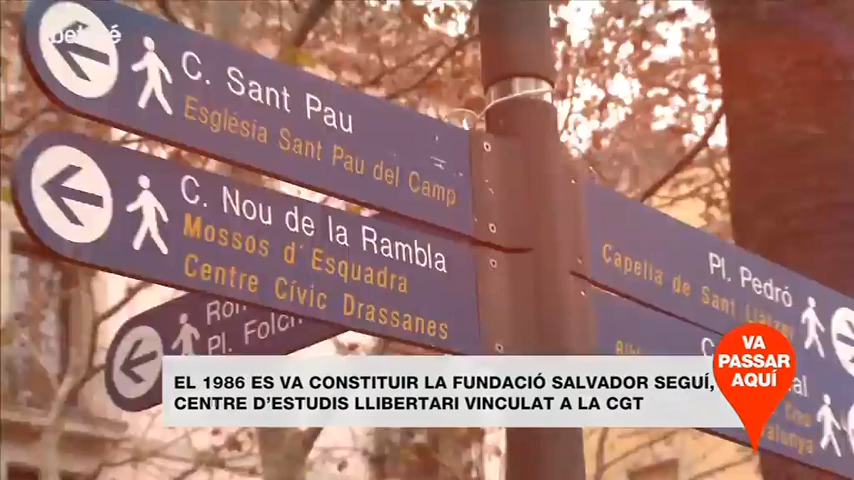 betevé
C. Sant Pau
Església Sant Pau del Camp
C. Nou de la Rambla
Mossos d'Esquadra
Centre Cívic Drassanes
Pl. Folch
Pl. Pedró
Capella de Sant Llàtzer
VA
PASSAR
AQUÍ
EL 1986 ES VA CONSTITUIR LA FUNDACIÓ SALVADOR SEGUÍ,
CENTRE D'ESTUDIS LLIBERTARI VINCULAT A LA CGT